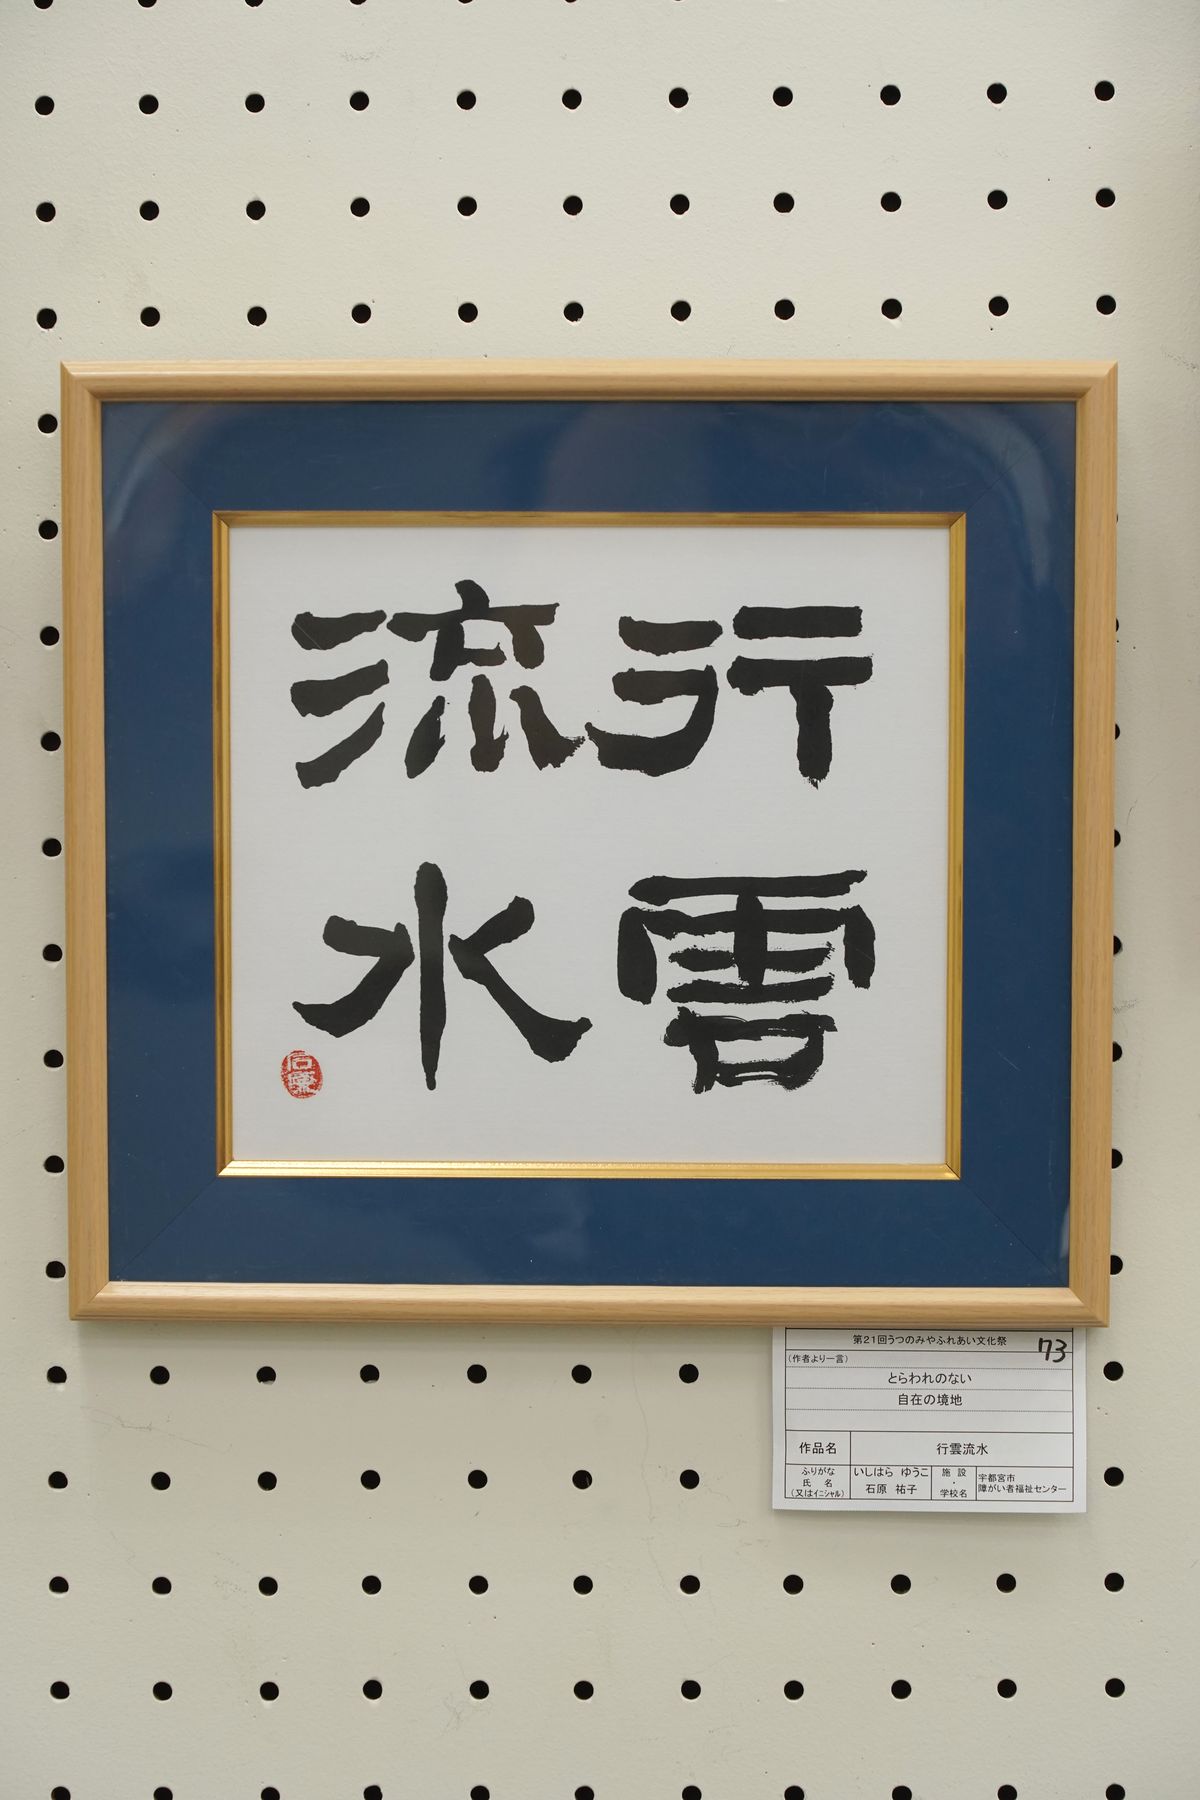 行雲
流水
第21回うつのみやふれあい文化祭
73
(作者より一言)
とらわれのない
自在の境地
作品名 行雲流水
ふりがな いしはら ゆうこ
氏 名 石原 祐子
(又はイニシャル)
施 設
・
学校名
宇都宮市
障がい者福祉センター